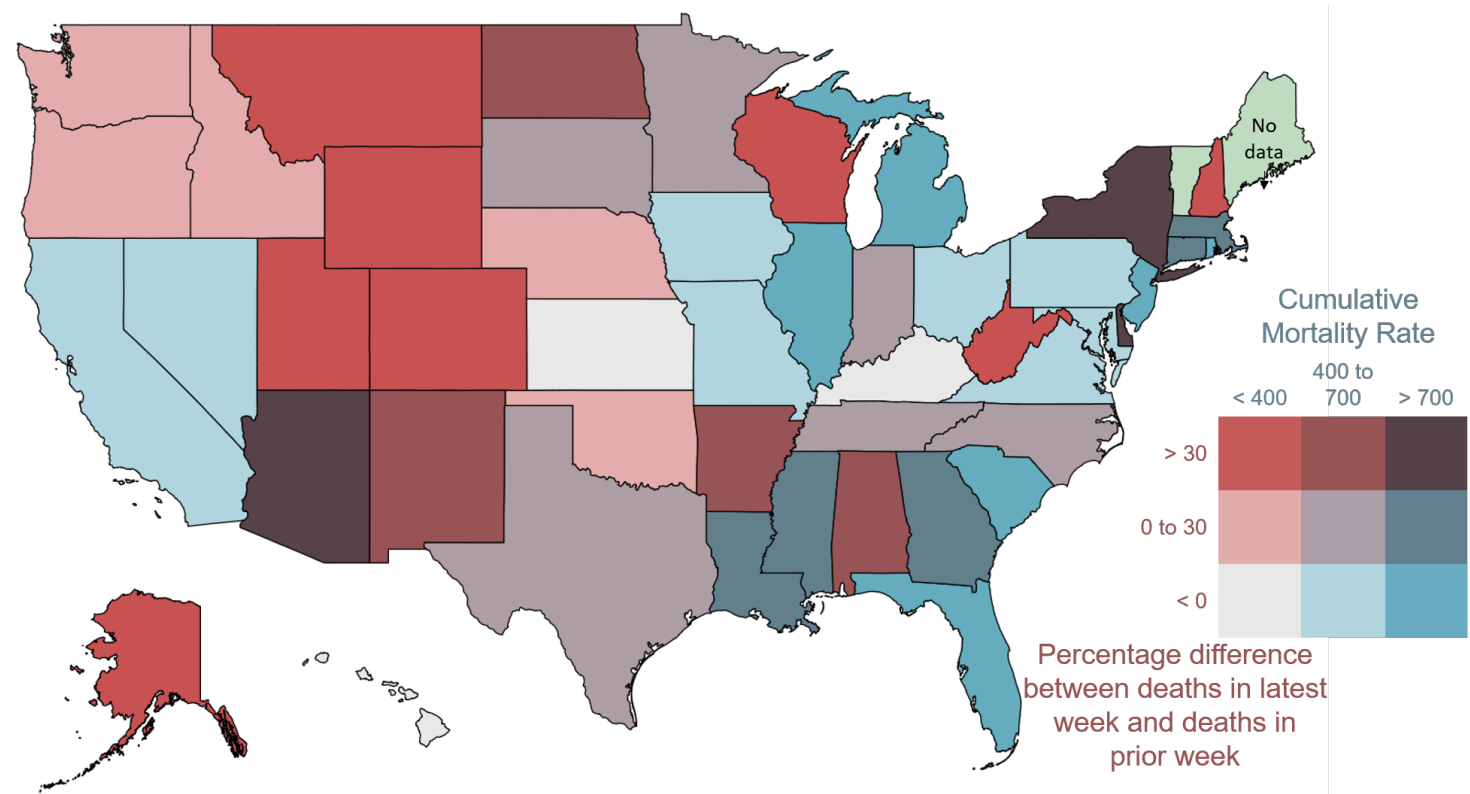 No
data
Cumulative
Mortality Rate
400 to
< 400 700 > 700
> 30
0 to 30
< 0
Percentage difference
between deaths in latest
week and deaths in
prior week